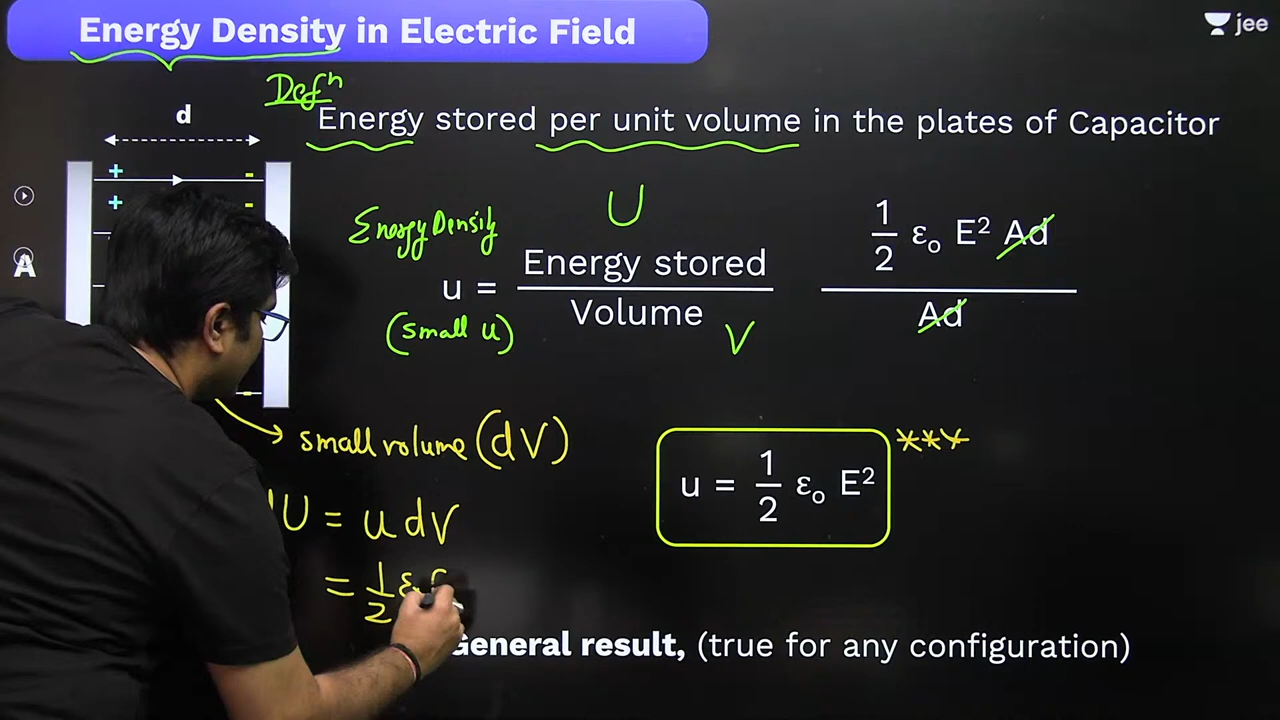 Energy Density in Electric Field
jee
Defⁿ
d
Energy stored per unit volume in the plates of Capacitor
+ -
+ -
A
U
Energy Density
u = Energy stored / Volume
(small u)
V
1/2 ε₀ E² Ad
Ad
-
small volume (dV)
u = 1/2 ε₀ E²
***
U = u dV
= 1/2 ε
General result, (true for any configuration)